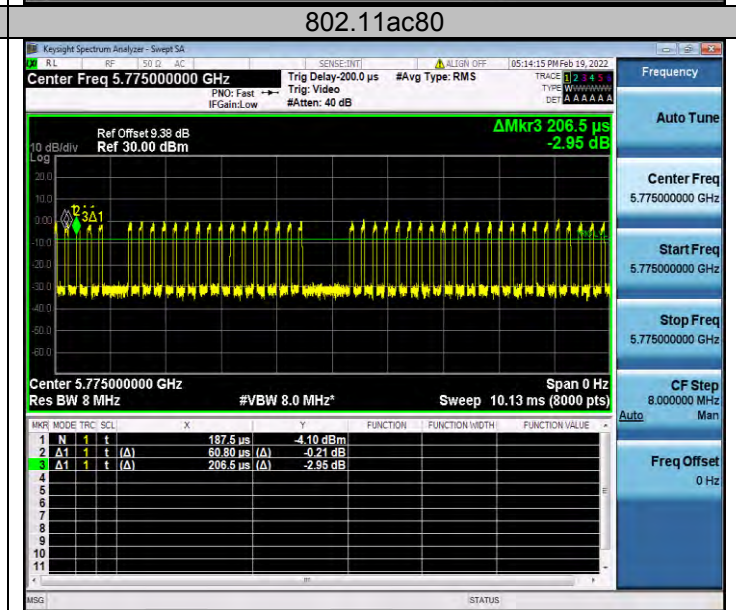 802.11ac80
Keysight Spectrum Analyzer - Swept SA
RL RF 50 Ω AC SENSE:INT ALIGN OFF 05:14:15 PM Feb 19, 2022
Center Freq 5.775000000 GHz
PNO: Fast
IFGain:Low
Trig Delay-200.0 µs
Trig: Video
#Atten: 40 dB
#Avg Type: RMS
TRACE 1 2 3 4 5 6
TYPE WWWWWW
DET A A A A A A
Frequency
Auto Tune
ΔMkr3 206.5 µs
-2.95 dB
Ref Offset 9.38 dB
10 dB/div Ref 30.00 dBm
Log
20.0
10.0
0.00
-10.0
-20.0
-30.0
-40.0
-50.0
-60.0
2
3Δ1
Center Freq
5.775000000 GHz
Start Freq
5.775000000 GHz
Stop Freq
5.775000000 GHz
CF Step
8.000000 MHz
Auto Man
Freq Offset
0 Hz
Center 5.775000000 GHz Span 0 Hz
Res BW 8 MHz #VBW 8.0 MHz* Sweep 10.13 ms (8000 pts)
MKR MODE TRC SCL X Y FUNCTION FUNCTION WIDTH FUNCTION VALUE
1 N 1 t 187.5 µs -4.10 dBm
2 Δ1 1 t (Δ) 60.80 µs (Δ) -0.21 dB
3 Δ1 1 t (Δ) 206.5 µs (Δ) -2.95 dB
4
5
6
7
8
9
10
11
MSG STATUS